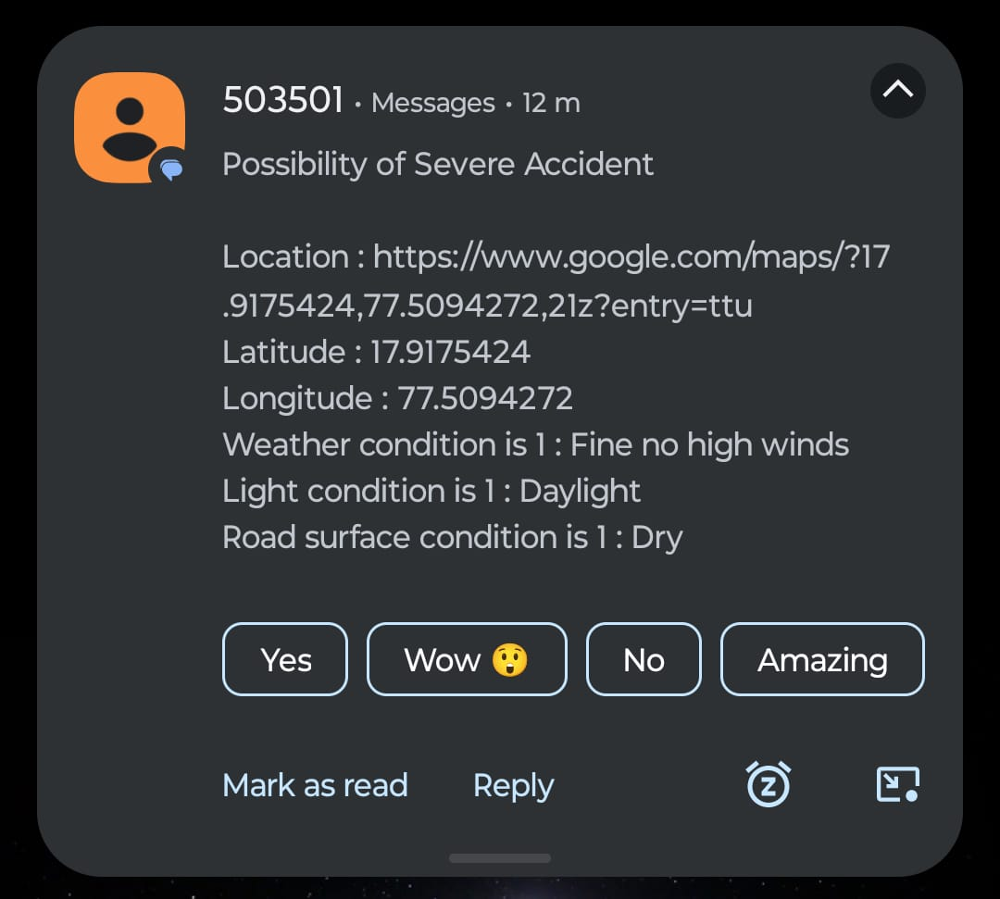 503501 • Messages • 12 m
Possibility of Severe Accident
Location : https://www.google.com/maps/?17
.9175424,77.5094272,21z?entry=ttu
Latitude : 17.9175424
Longitude : 77.5094272
Weather condition is 1 : Fine no high winds
Light condition is 1 : Daylight
Road surface condition is 1 : Dry
Yes Wow 😲 No Amazing
Mark as read Reply